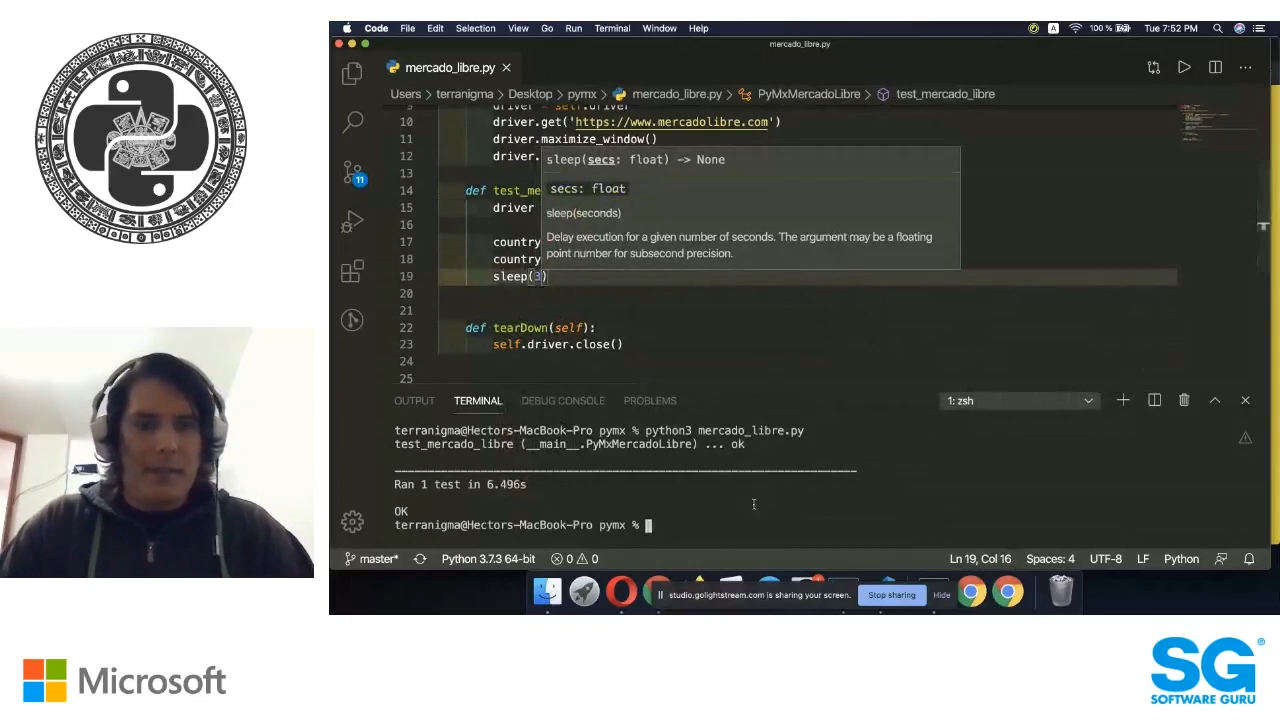 Code File Edit Selection View Go Run Terminal Window Help
A 100 % Tue 7:52 PM
mercado_libre.py
mercado_libre.py
Users > terranigma > Desktop > pymx > mercado_libre.py > PyMxMercadoLibre > test_mercado_libre
9 driver = self.driver
10 driver.get('https://www.mercadolibre.com')
11 driver.maximize_window()
12 driver.
13
14 def test_me
15 driver
16
17 country
18 country
19 sleep(3)
20
21
22 def tearDown(self):
23 self.driver.close()
24
25
sleep(secs: float) -> None
secs: float
sleep(seconds)
Delay execution for a given number of seconds. The argument may be a floating
point number for subsecond precision.
11
OUTPUT TERMINAL DEBUG CONSOLE PROBLEMS 1: zsh
terranigma@Hectors-MacBook-Pro pymx % python3 mercado_libre.py
test_mercado_libre (__main__.PyMxMercadoLibre) ... ok
----------------------------------------------------------------------
Ran 1 test in 6.496s
OK
terranigma@Hectors-MacBook-Pro pymx %
master* Python 3.7.3 64-bit 0 0 Ln 19, Col 16 Spaces: 4 UTF-8 LF Python
studio.golightstream.com is sharing your screen. Stop sharing Hide
Microsoft
SG
SOFTWARE GURU